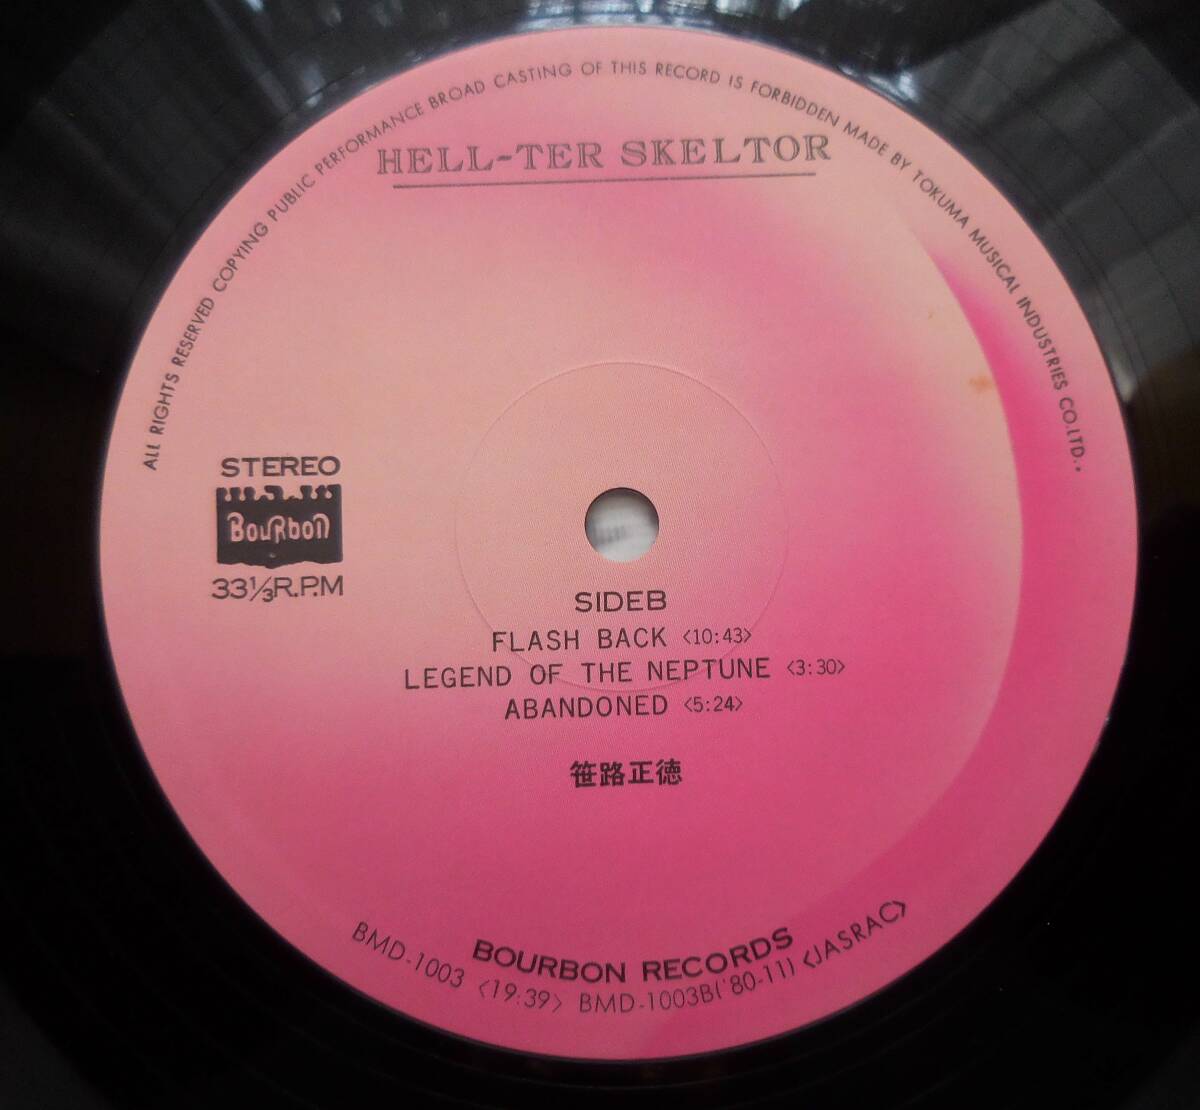 ALL RIGHTS RESERVED COPYING PUBLIC PERFORMANCE BROAD CASTING OF THIS RECORD IS FORBIDDEN MADE BY TOKUMA MUSICAL INDUSTRIES CO.LTD..
HELL-TER SKELTOR
STEREO
BouRbon
33⅓R.P.M
SIDEB
FLASH BACK <10:43>
LEGEND OF THE NEPTUNE <3:30>
ABANDONED <5:24>
笹路正徳
BOURBON RECORDS
BMD-1003 <19:39> BMD-1003B('80-11) <JASRAC>